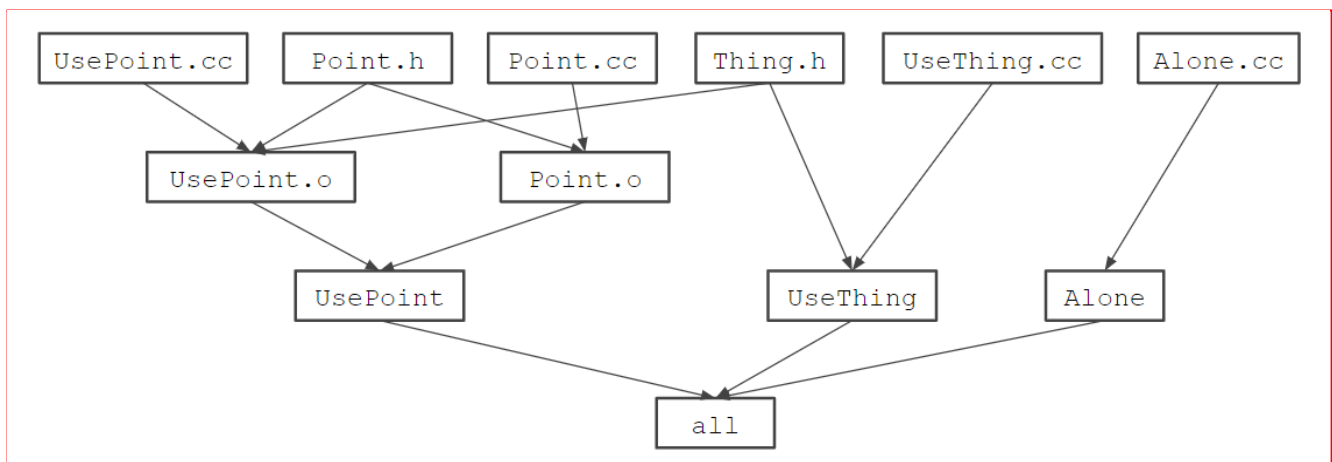 UsePoint.cc Point.h Point.cc Thing.h UseThing.cc Alone.cc
UsePoint.o Point.o
UsePoint UseThing Alone
all